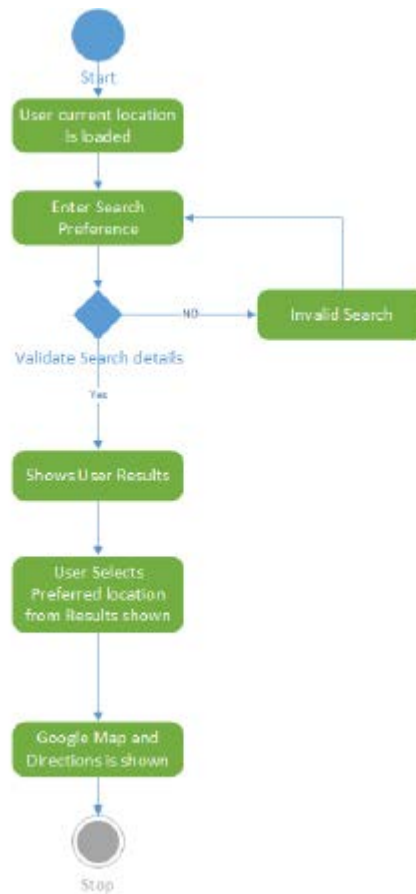 Start
User current location
is loaded
Enter Search
Preference
NO
Invalid Search
Validate Search details
Yes
Shows User Results
User Selects
Preferred location
from Results shown
Google Map and
Directions is shown
Stop